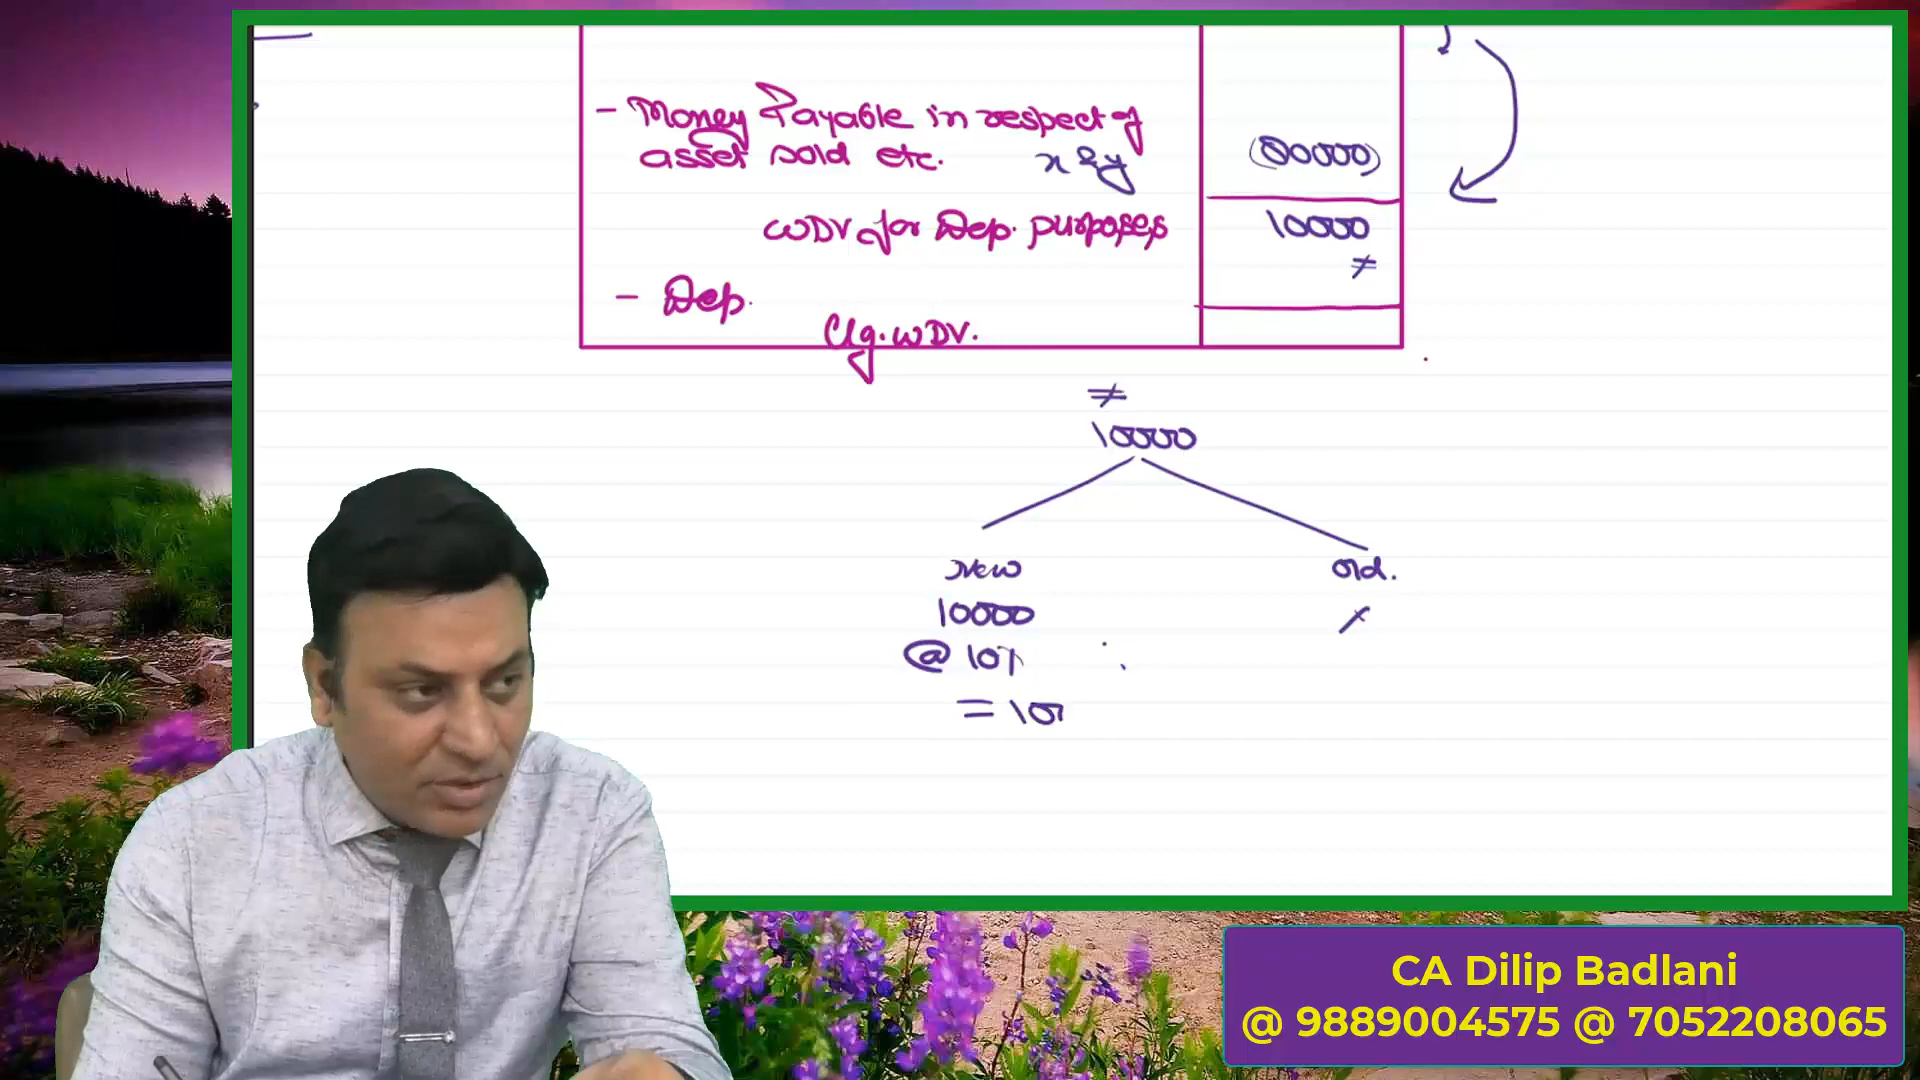 - Money Payable in respect of
asset sold etc. x & y (80000)
WDV for Dep. purposes 10000
- Dep.
Clg. WDV.
10000
New Old.
10000 ×
@ 10%
= 10
CA Dilip Badlani
@ 9889004575 @ 7052208065